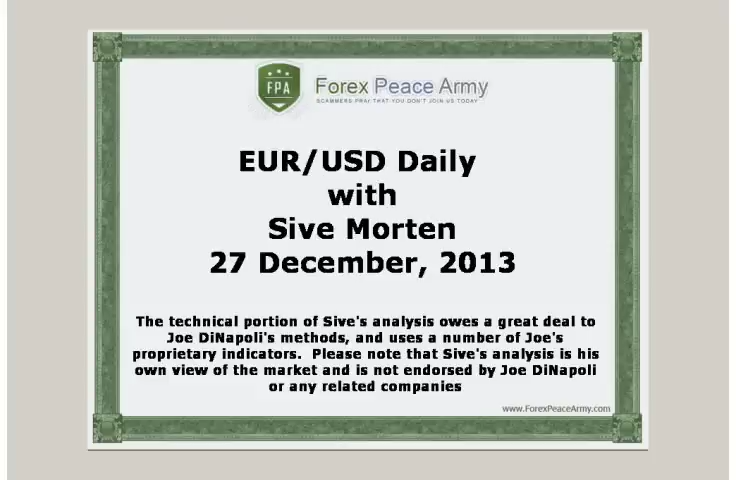 FPA
Forex Peace Army
SCAMMERS PRAY THAT YOU DON'T JOIN US TODAY
EUR/USD Daily
with
Sive Morten
27 December, 2013
The technical portion of Sive's analysis owes a great deal to
Joe DiNapoli's methods, and uses a number of Joe's
proprietary indicators.  Please note that Sive's analysis is his
own view of the market and is not endorsed by Joe DiNapoli
or any related companies
www.ForexPeaceArmy.com